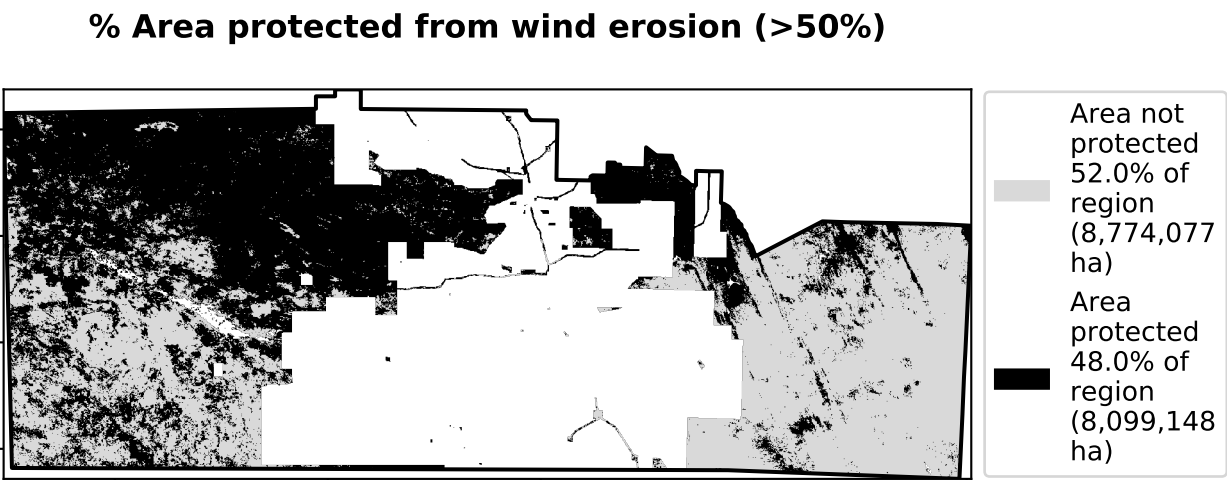 % Area protected from wind erosion (>50%)
Area not
protected
52.0% of
region
(8,774,077
ha)
Area
protected
48.0% of
region
(8,099,148
ha)